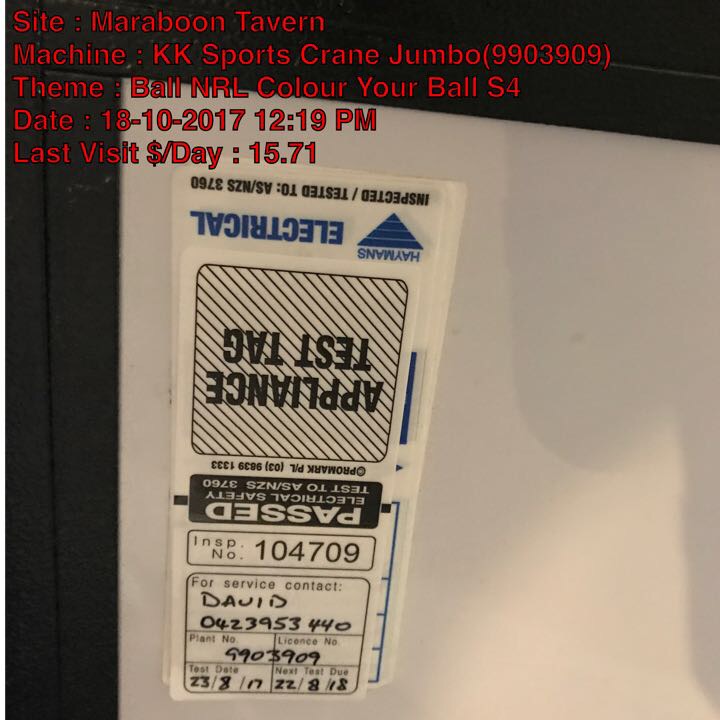 Site : Maraboon Tavern
Machine : KK Sports Crane Jumbo(9903909)
Theme : Ball NRL Colour Your Ball S4
Date : 18-10-2017 12:19 PM
Last Visit $/Day : 15.71
INSPECTED / TESTED TO: AS/NZS 3760
HAYMANS
ELECTRICAL
APPLIANCE
TEST TAG
©PROMARK P/L (03) 9639 1333
PASSED
ELECTRICAL SAFETY
TEST TO AS/NZS 3760
Insp. No. 104709
For service contact:
DAVID
0423953440
Plant No. Licence No.
9903909
Test Date Next Test Due
23/8/17 22/8/18